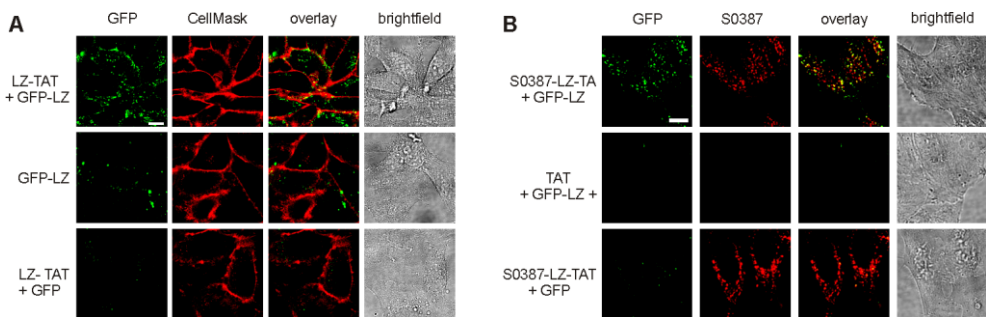 A
GFP CellMask overlay brightfield
LZ-TAT
+ GFP-LZ
GFP-LZ
LZ- TAT
+ GFP
B
GFP S0387 overlay brightfield
S0387-LZ-TA
+ GFP-LZ
TAT
+ GFP-LZ +
S0387-LZ-TAT
+ GFP